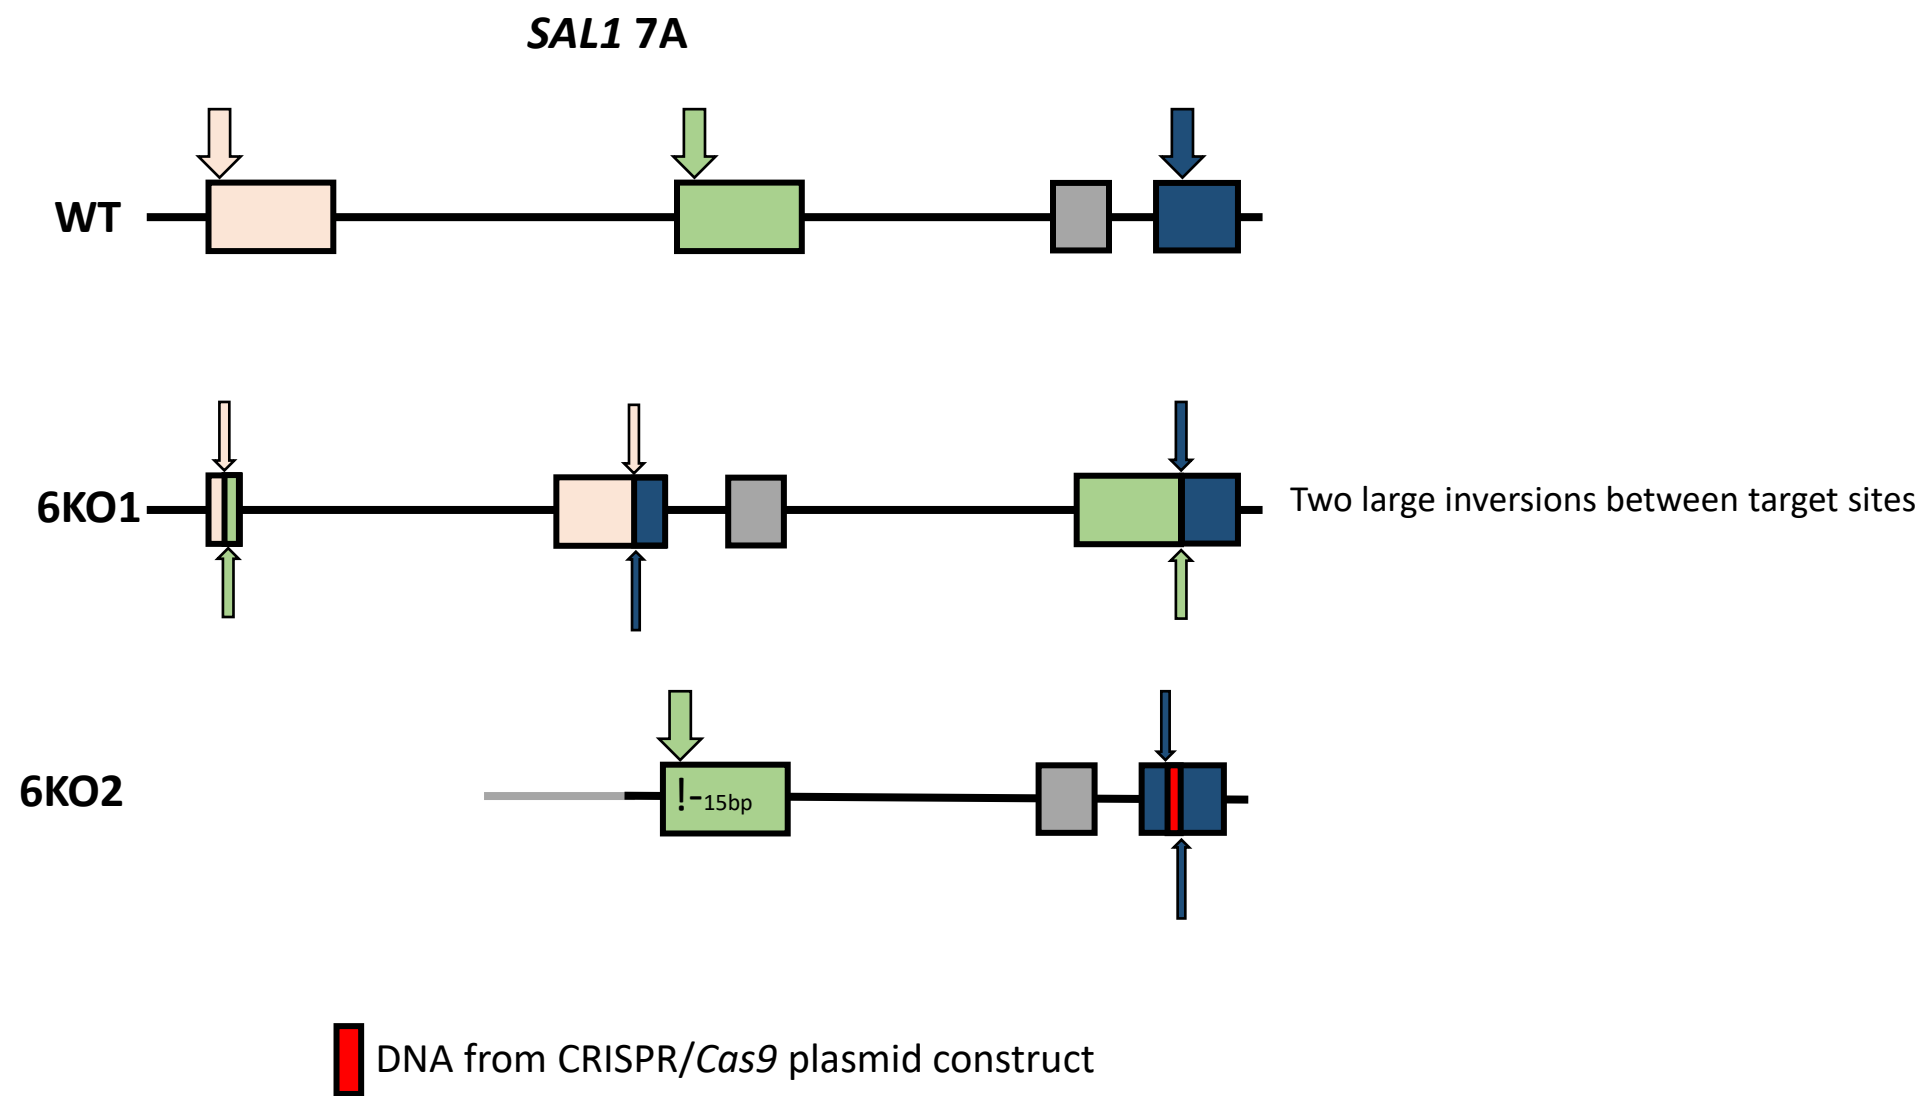 SAL1 7A
WT
6KO1
Two large inversions between target sites
6KO2
!-15bp
DNA from CRISPR/Cas9 plasmid construct